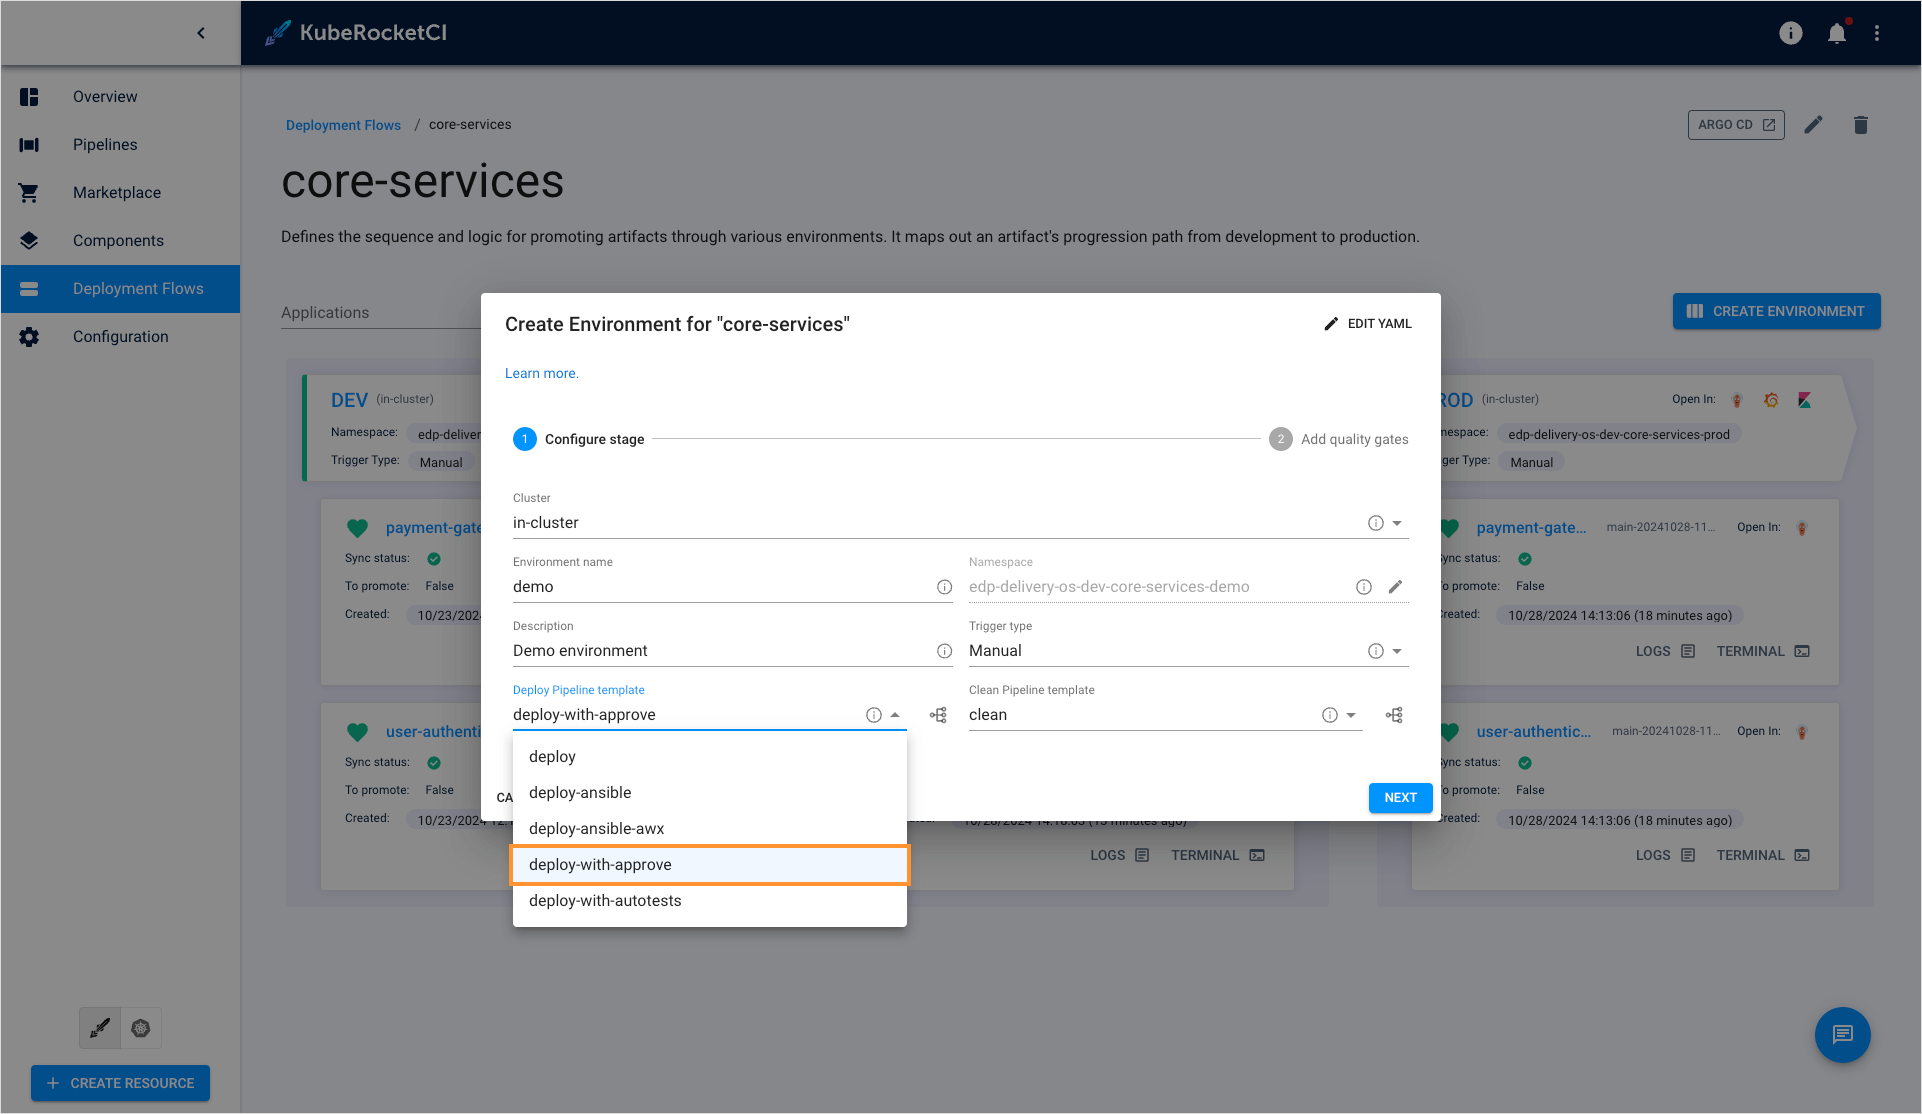 KubeRocketCI
Overview
Pipelines
Marketplace
Components
Deployment Flows
Configuration
CREATE RESOURCE
Deployment Flows / core-services
ARGO CD
core-services
Defines the sequence and logic for promoting artifacts through various environments. It maps out an artifact's progression path from development to production.
Applications
CREATE ENVIRONMENT
DEV (in-cluster)
Namespace: edp-deliver
Trigger Type: Manual
payment-gate
Sync status:
To promote: False
Created: 10/23/2024
user-authenti
Sync status:
To promote: False
Created: 10/23/2024 12:1
Create Environment for "core-services"
EDIT YAML
Learn more.
1 Configure stage
2 Add quality gates
Cluster
in-cluster
Environment name
demo
Namespace
edp-delivery-os-dev-core-services-demo
Description
Demo environment
Trigger type
Manual
Deploy Pipeline template
deploy-with-approve
Clean Pipeline template
clean
deploy
deploy-ansible
deploy-ansible-awx
deploy-with-approve
deploy-with-autotests
CA
NEXT
LOGS TERMINAL
ROD (in-cluster) Open In:
mespace: edp-delivery-os-dev-core-services-prod
gger Type: Manual
payment-gate... main-20241028-11... Open In:
ync status:
To promote: False
Created: 10/28/2024 14:13:06 (18 minutes ago)
LOGS TERMINAL
user-authentic... main-20241028-11... Open In:
ync status:
To promote: False
Created: 10/28/2024 14:13:06 (18 minutes ago)
LOGS TERMINAL